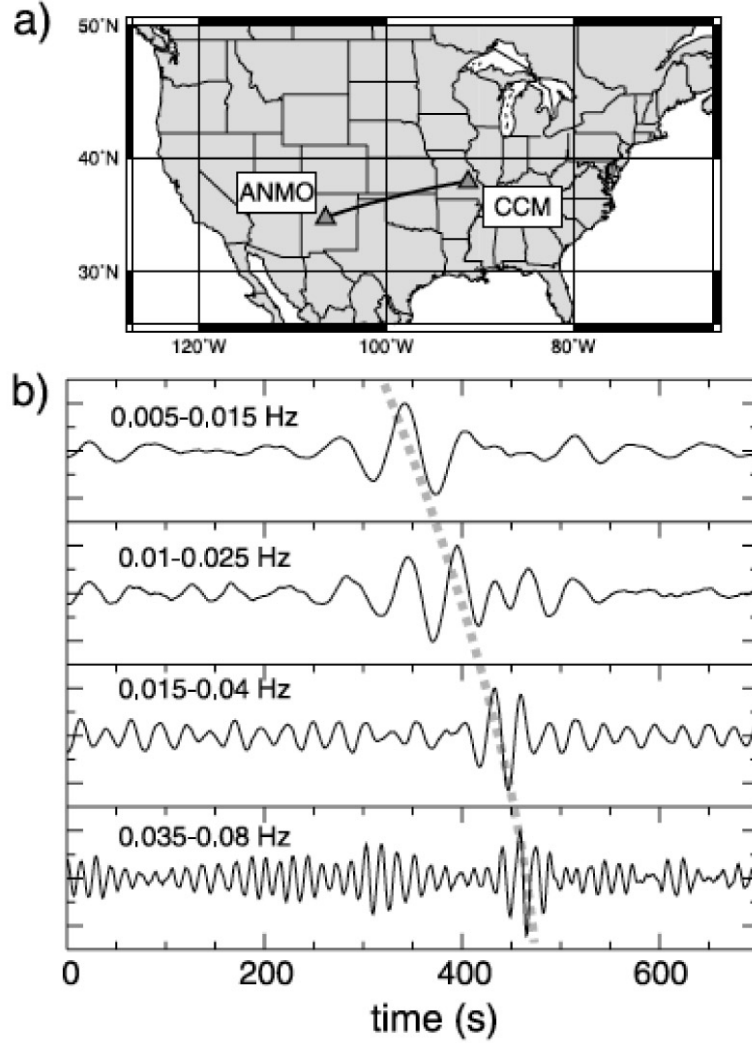 a)
50˚N
40˚N
30˚N
ANMO
CCM
120˚W 100˚W 80˚W
b)
0.005-0.015 Hz
0.01-0.025 Hz
0.015-0.04 Hz
0.035-0.08 Hz
0 200 400 600
time (s)